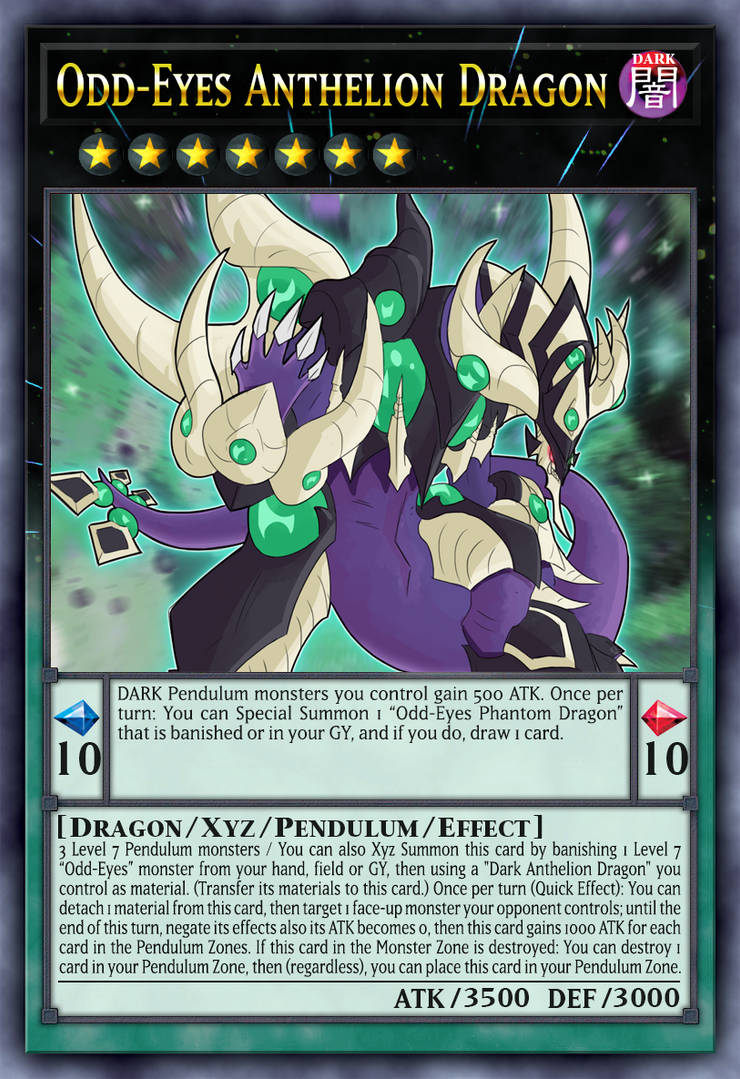 ODD-EYES ANTHELION DRAGON
DARK
闇
DARK Pendulum monsters you control gain 500 ATK. Once per
turn: You can Special Summon 1 “Odd-Eyes Phantom Dragon”
that is banished or in your GY, and if you do, draw 1 card.
10
10
[DRAGON/XYZ/PENDULUM/EFFECT]
3 Level 7 Pendulum monsters / You can also Xyz Summon this card by banishing 1 Level 7
“Odd-Eyes” monster from your hand, field or GY, then using a "Dark Anthelion Dragon" you
control as material. (Transfer its materials to this card.) Once per turn (Quick Effect): You can
detach 1 material from this card, then target 1 face-up monster your opponent controls; until the
end of this turn, negate its effects also its ATK becomes 0, then this card gains 1000 ATK for each
card in the Pendulum Zones. If this card in the Monster Zone is destroyed: You can destroy 1
card in your Pendulum Zone, then (regardless), you can place this card in your Pendulum Zone.
ATK/3500 DEF/3000